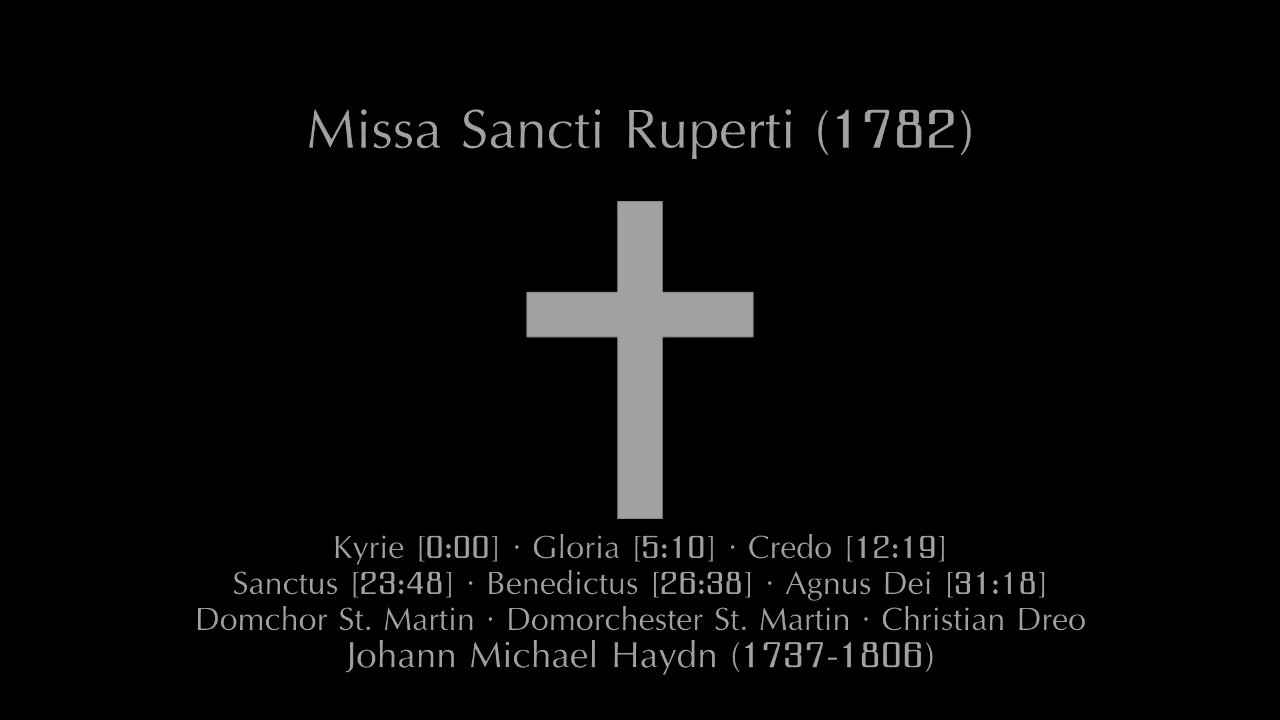 Missa Sancti Ruperti (1782)
Kyrie [0:00] · Gloria [5:10] · Credo [12:19]
Sanctus [23:48] · Benedictus [26:38] · Agnus Dei [31:18]
Domchor St. Martin · Domorchester St. Martin · Christian Dreo
Johann Michael Haydn (1737-1806)